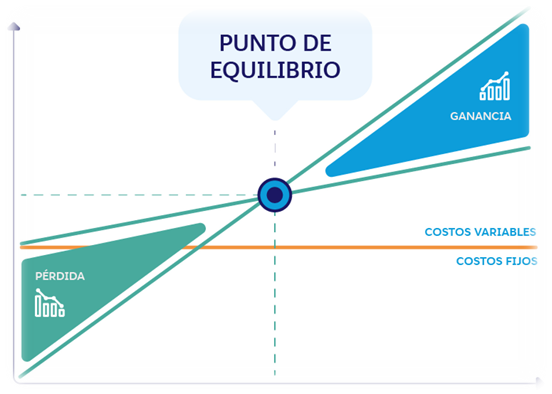 PUNTO DE
EQUILIBRIO
GANANCIA
COSTOS VARIABLES
COSTOS FIJOS
PÉRDIDA